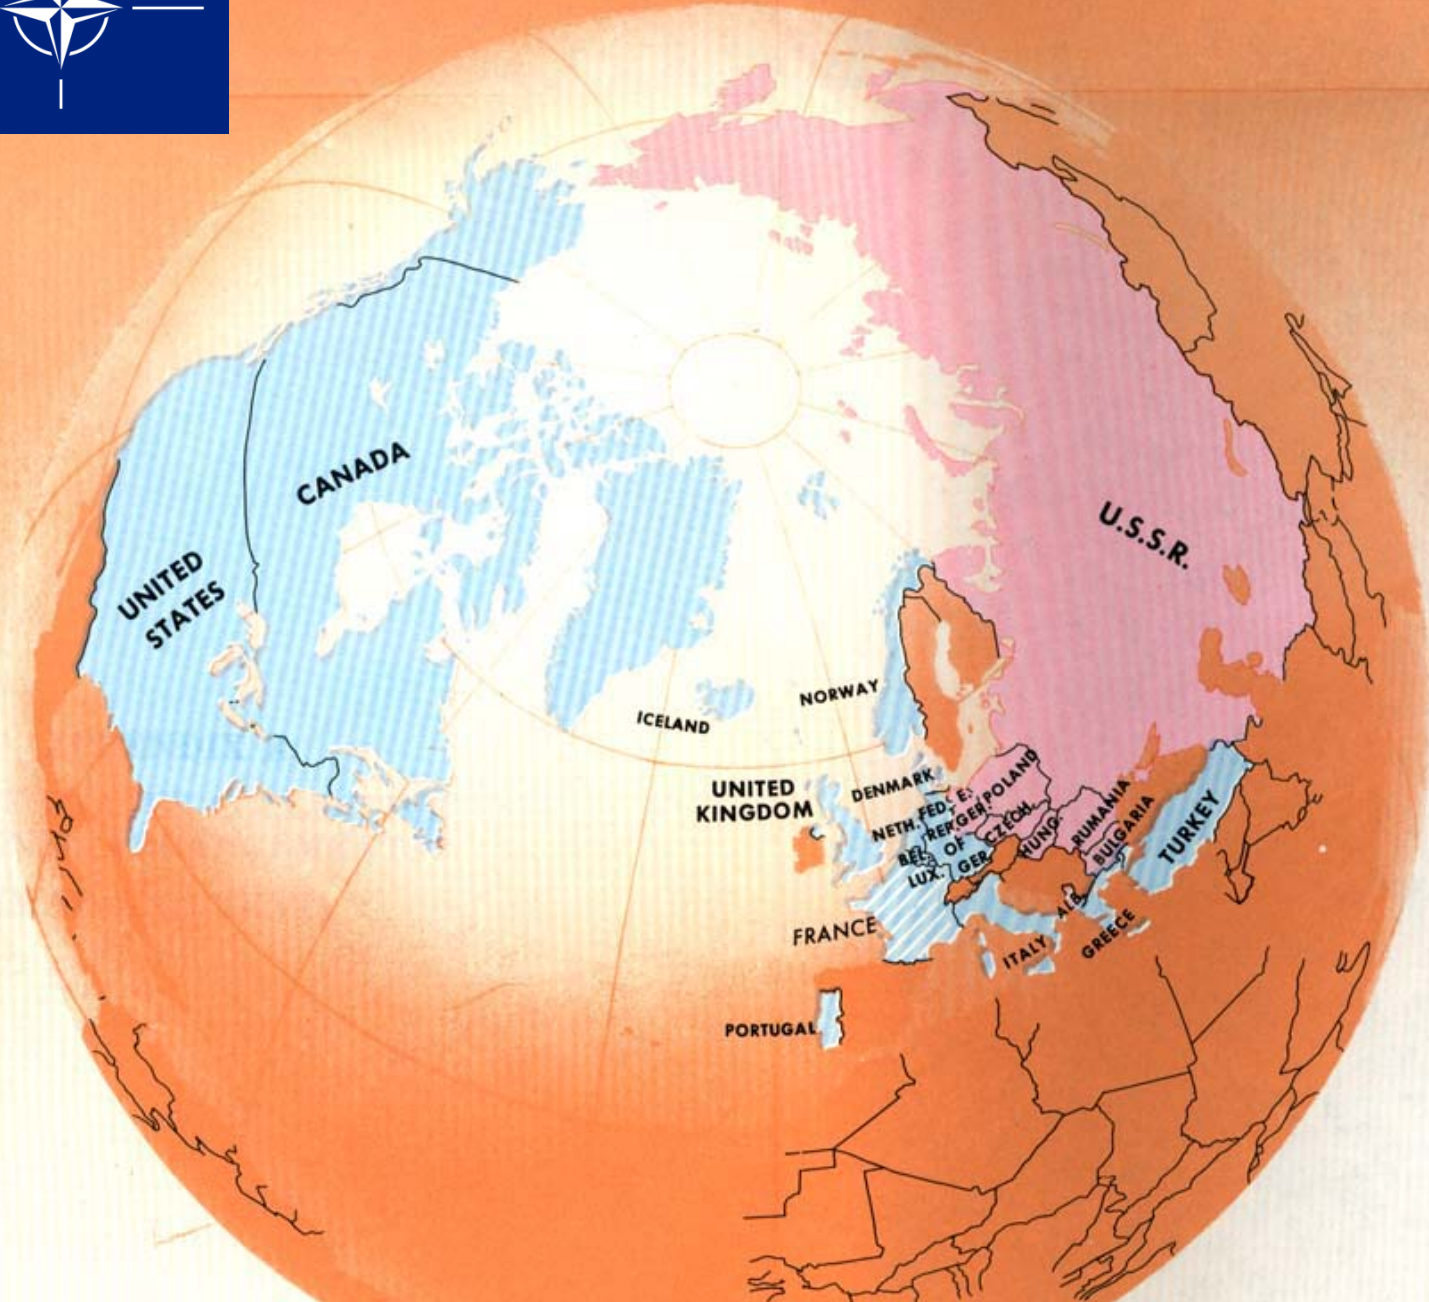 CANADA
U.S.S.R.
UNITED
STATES
NORWAY
ICELAND
UNITED
KINGDOM
DENMARK
POLAND
E.
GER.
FED.
REP.
OF
GER.
NETH.
CZECH.
HUNG.
RUMANIA
BULGARIA
TURKEY
BEL.
LUX.
ALB.
FRANCE
ITALY
GREECE
PORTUGAL